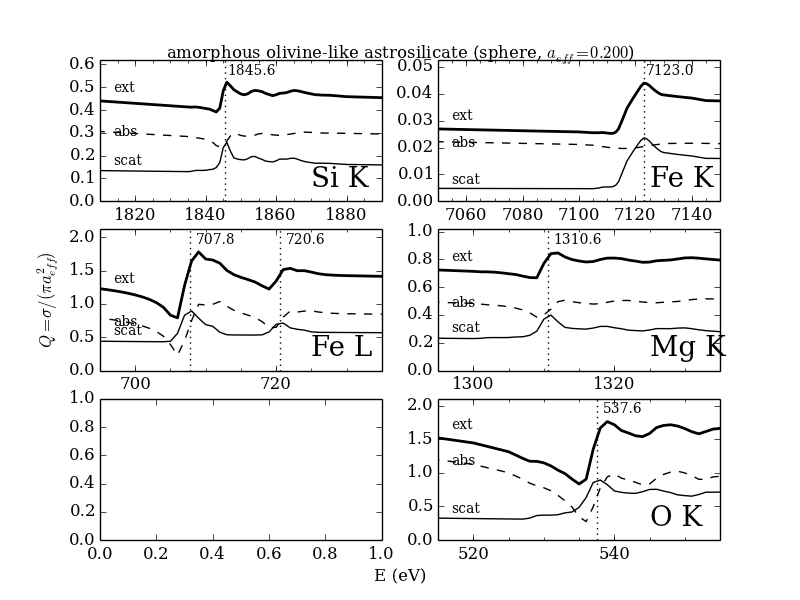 amorphous olivine-like astrosilicate (sphere, a_eff=0.200)
0.6
0.5
0.4
0.3
0.2
0.1
0.0
ext
abs
scat
1845.6
Si K
1820 1840 1860 1880
0.05
0.04
0.03
0.02
0.01
0.00
ext
abs
scat
7123.0
Fe K
7060 7080 7100 7120 7140
Q=σ/(πa²_eff)
2.0
1.5
1.0
0.5
0.0
ext
abs
scat
707.8 720.6
Fe L
700 720
1.0
0.8
0.6
0.4
0.2
0.0
ext
abs
scat
1310.6
Mg K
1300 1320
1.0
0.8
0.6
0.4
0.2
0.0
0.0 0.2 0.4 0.6 0.8 1.0
2.0
1.5
1.0
0.5
0.0
ext
abs
scat
537.6
O K
520 540
E (eV)